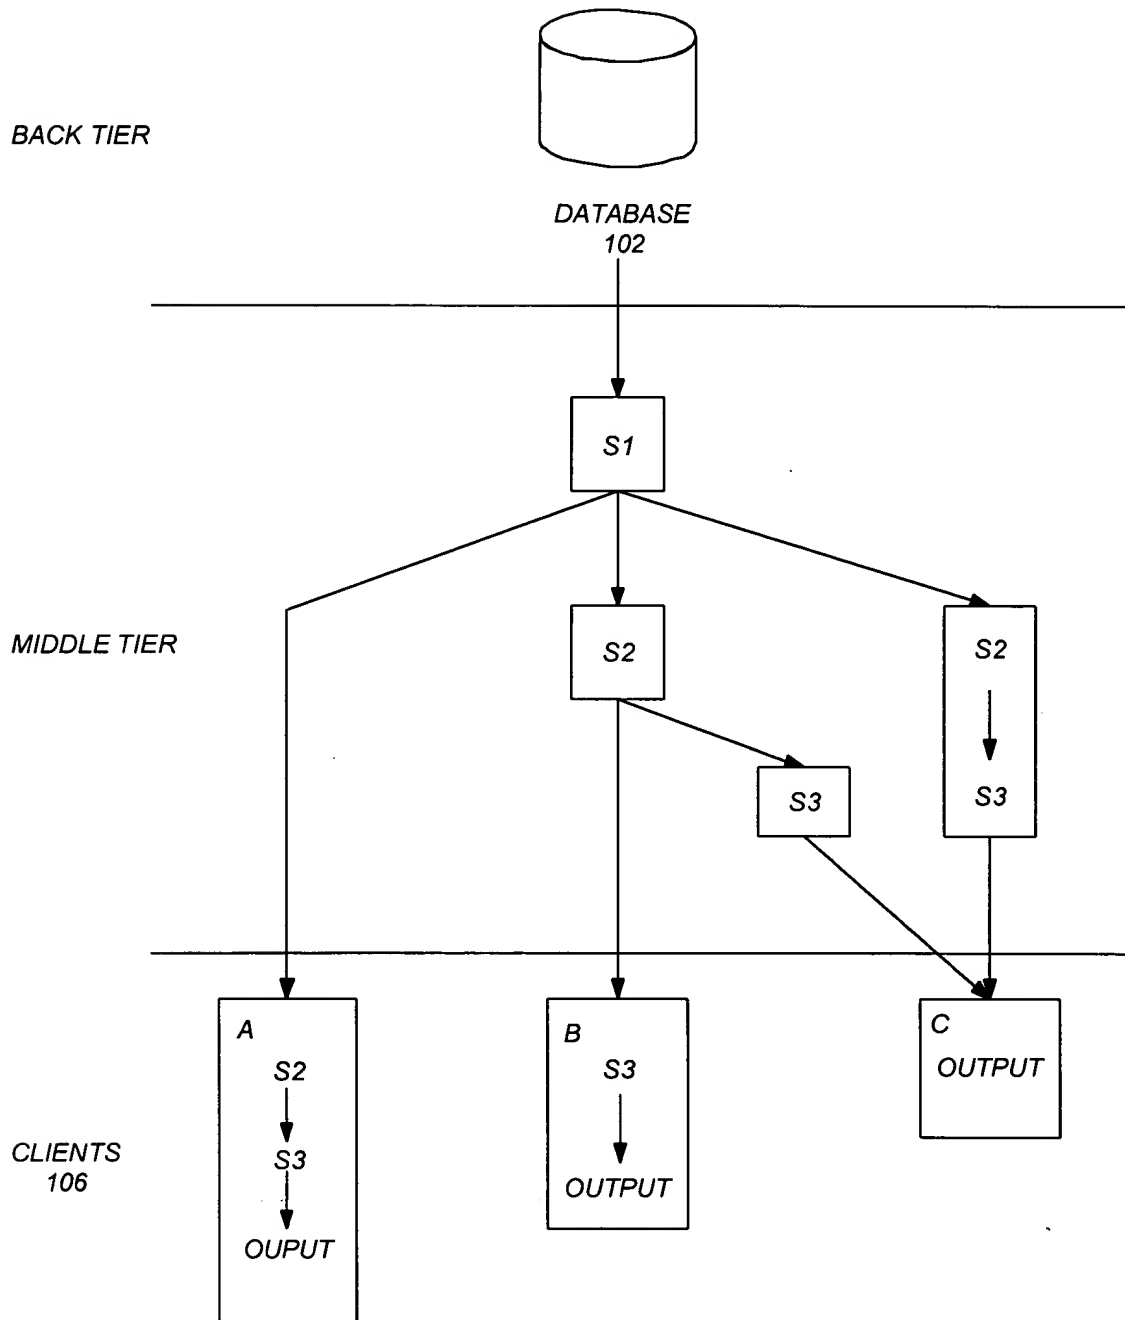 BACK TIER
DATABASE
102
S1
MIDDLE TIER
S2
S2
S3
S3
A
S2
S3
OUPUT
B
S3
OUTPUT
C
OUTPUT
CLIENTS
106